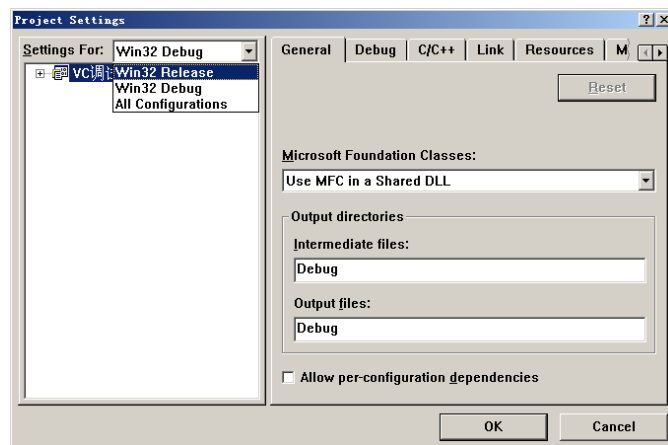 Project Settings
Settings For: Win32 Debug
VC调
Win32 Release
Win32 Debug
All Configurations
General Debug C/C++ Link Resources M
Reset
Microsoft Foundation Classes:
Use MFC in a Shared DLL
Output directories
Intermediate files:
Debug
Output files:
Debug
Allow per-configuration dependencies
OK Cancel